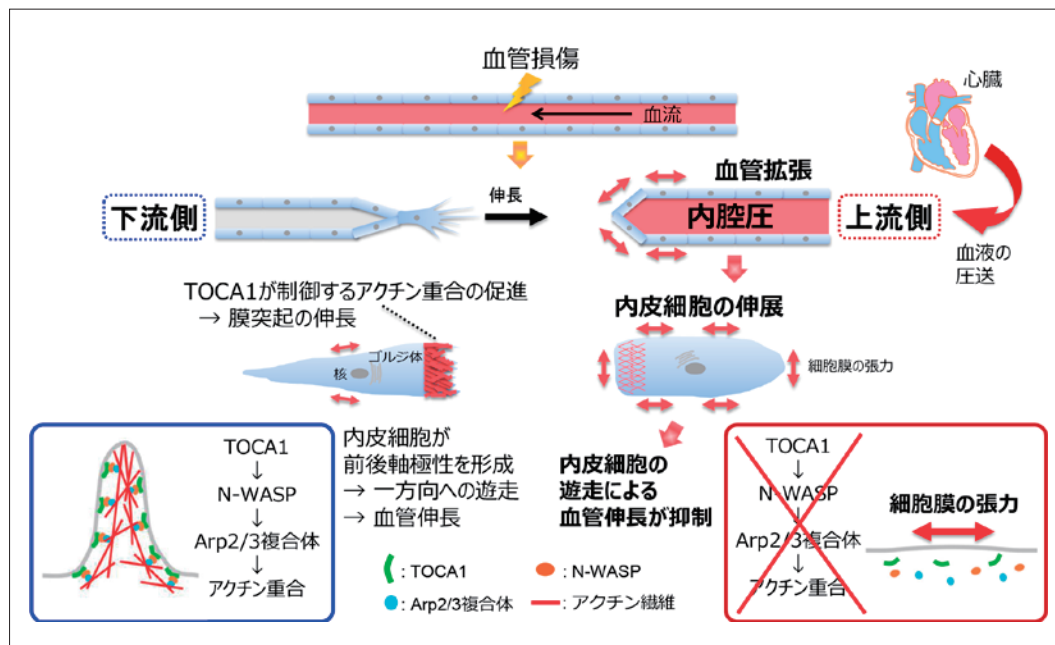 血管損傷
血流
心臓
下流側
伸長
血管拡張
内腔圧
上流側
血液の
圧送
TOCA1が制御するアクチン重合の促進
→ 膜突起の伸長
ゴルジ体
核
内皮細胞の伸展
細胞膜の張力
TOCA1
↓
N-WASP
↓
Arp2/3複合体
↓
アクチン重合
内皮細胞が
前後軸極性を形成
→ 一方向への遊走
→ 血管伸長
内皮細胞の
遊走による
血管伸長が抑制
TOCA1
↓
N-WASP
↓
Arp2/3複合体
↓
アクチン重合
細胞膜の張力
: TOCA1
: N-WASP
: Arp2/3複合体
: アクチン繊維